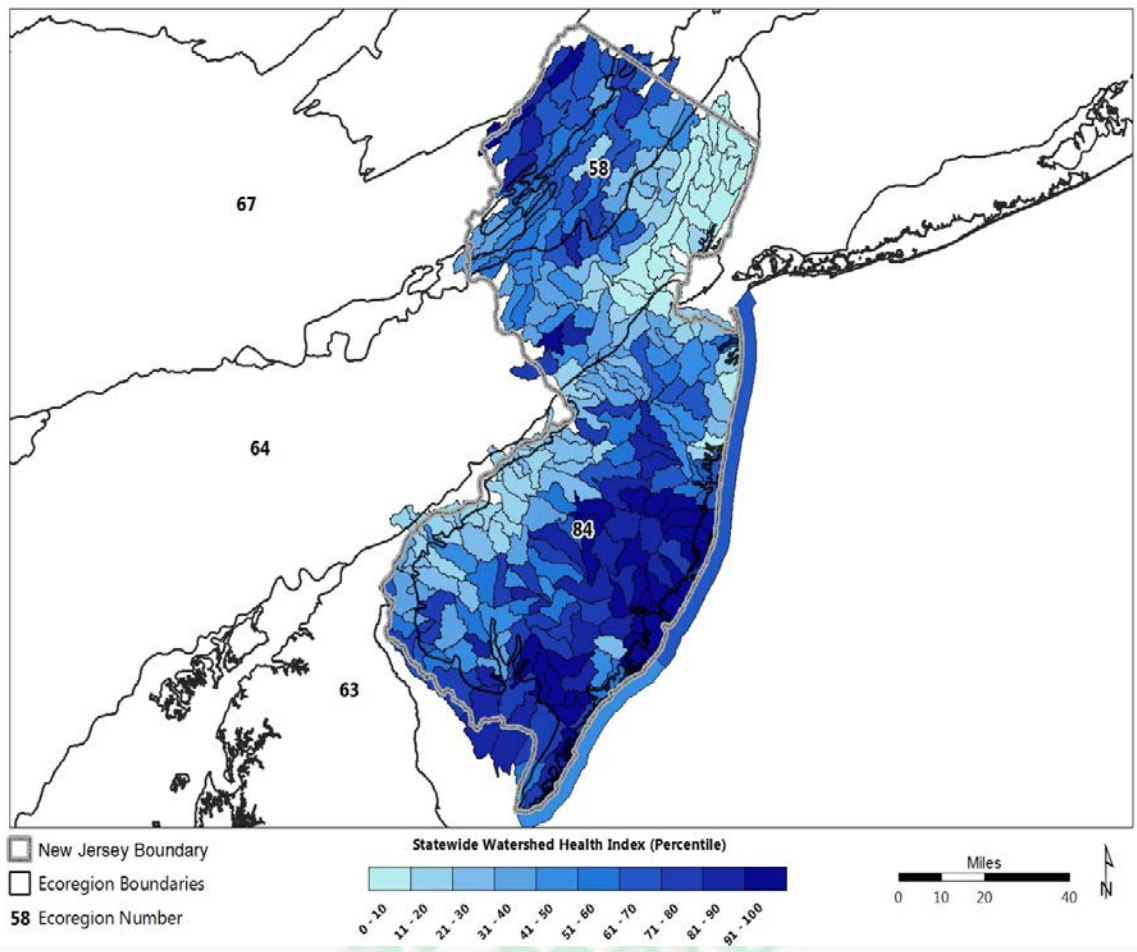 58
67
64
84
63
New Jersey Boundary
Ecoregion Boundaries
58 Ecoregion Number
Statewide Watershed Health Index (Percentile)
0 - 10
11 - 20
21 - 30
31 - 40
41 - 50
51 - 60
61 - 70
71 - 80
81 - 90
91 - 100
Miles
0 10 20 40
N